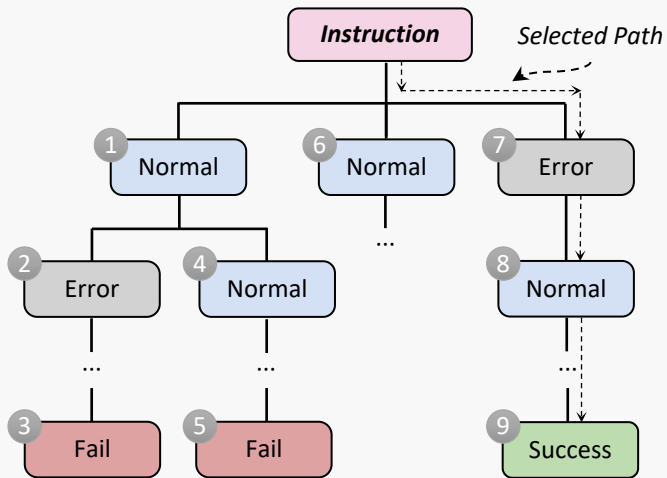 Instruction
Selected Path
1 Normal
6 Normal
7 Error
...
2 Error
4 Normal
8 Normal
...
...
...
3 Fail
5 Fail
9 Success